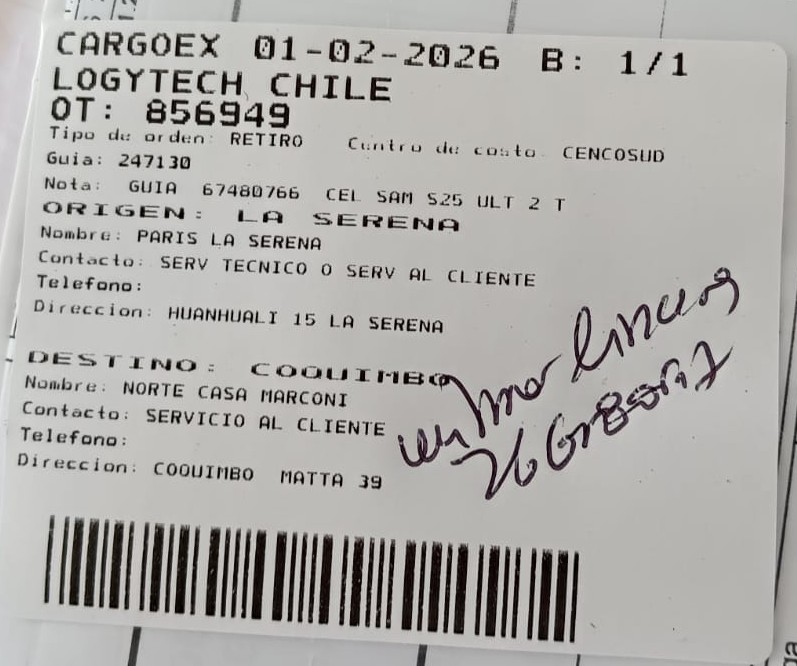 CARGOEX 01-02-2026 B: 1/1
LOGYTECH CHILE
OT: 856949
Tipo de orden: RETIRO Centro de costo: CENCOSUD
Guia: 247130
Nota: GUIA 67480766 CEL SAM S25 ULT 2 T
ORIGEN: LA SERENA
Nombre: PARIS LA SERENA
Contacto: SERV TECNICO O SERV AL CLIENTE
Telefono:
Direccion: HUANHUALI 15 LA SERENA
DESTINO: COQUIMBO
Nombre: NORTE CASA MARCONI
Contacto: SERVICIO AL CLIENTE
Telefono:
Direccion: COQUIMBO MATTA 39